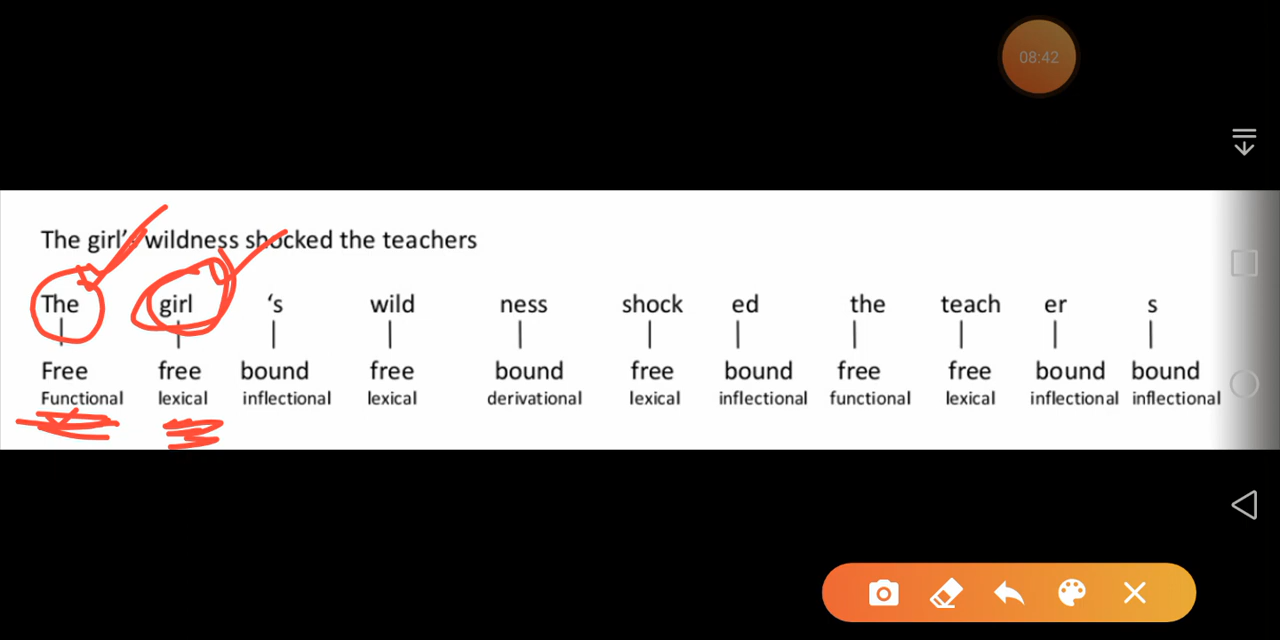 08:42
The girl's wildness shocked the teachers
The girl 's wild ness shock ed the teach er s
Free free bound free bound free bound free free bound bound
Functional lexical inflectional lexical derivational lexical inflectional functional lexical inflectional inflectional